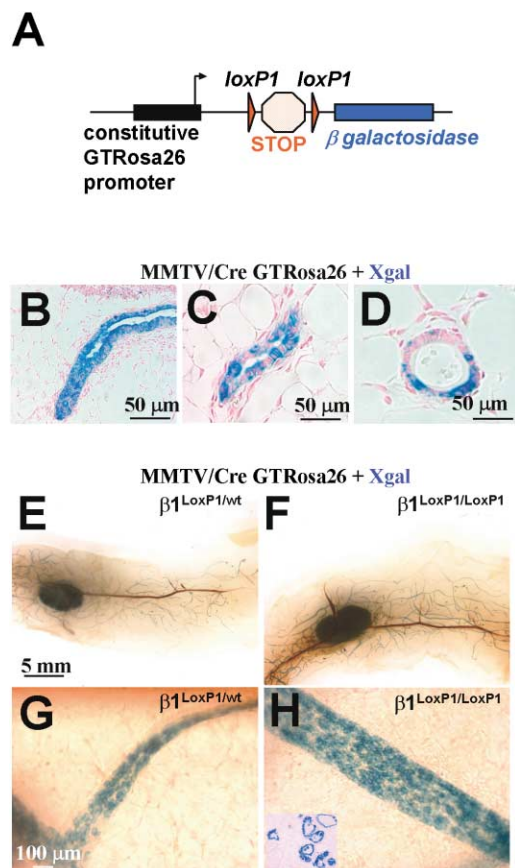 A
loxP1 loxP1
constitutive
GTRosa26
promoter
STOP
β galactosidase
MMTV/Cre GTRosa26 + Xgal
B
C
D
50 μm
50 μm
50 μm
MMTV/Cre GTRosa26 + Xgal
E
β1LoxP1/wt
F
β1LoxP1/LoxP1
5 mm
G
β1LoxP1/wt
H
β1LoxP1/LoxP1
100 μm